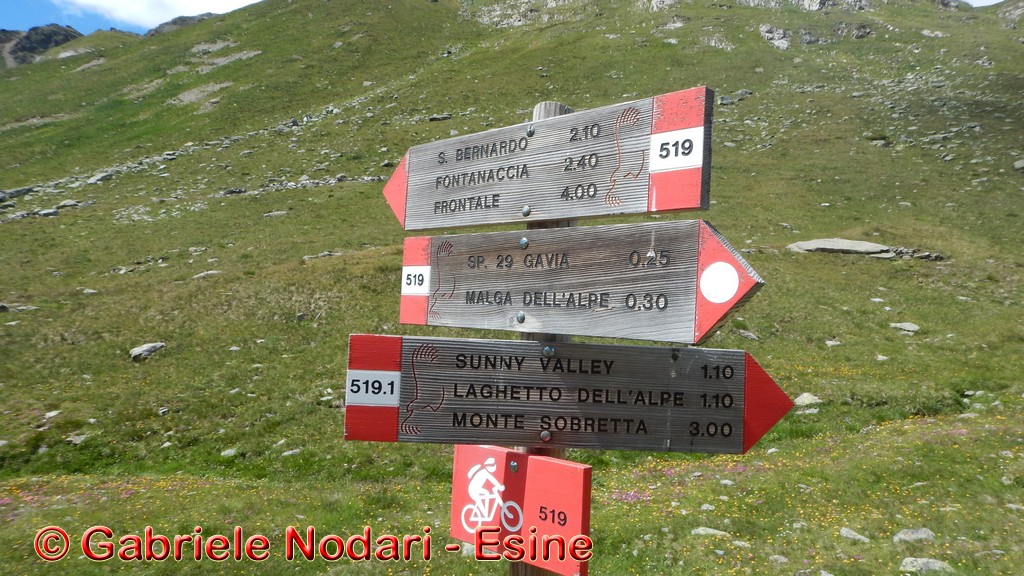 S. BERNARDO 2.10
FONTANACCIA 2.40
FRONTALE 4.00
519
519
SP. 29 GAVIA 0.25
MALGA DELL'ALPE 0.30
519.1
SUNNY VALLEY 1.10
LAGHETTO DELL'ALPE 1.10
MONTE SOBRETTA 3.00
519
© Gabriele Nodari - Esine